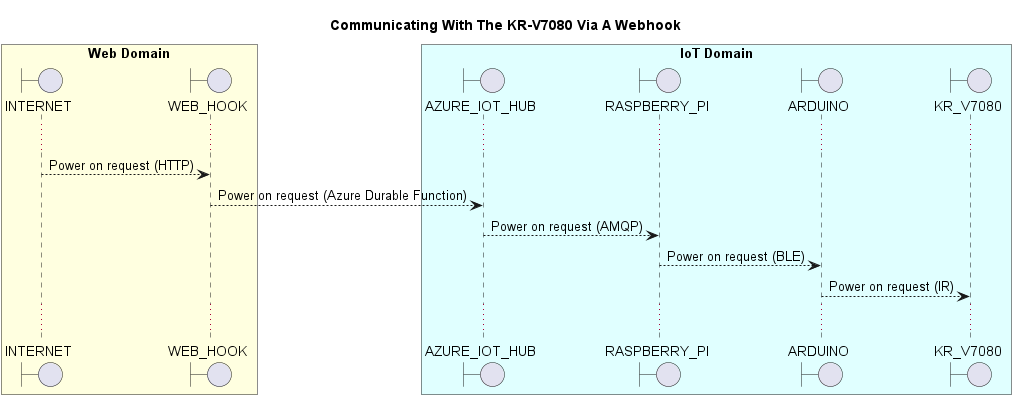 Communicating With The KR-V7080 Via A Webhook
Web Domain
IoT Domain
INTERNET
WEB_HOOK
AZURE_IOT_HUB
RASPBERRY_PI
ARDUINO
KR_V7080
Power on request (HTTP)
Power on request (Azure Durable Function)
Power on request (AMQP)
Power on request (BLE)
Power on request (IR)
INTERNET
WEB_HOOK
AZURE_IOT_HUB
RASPBERRY_PI
ARDUINO
KR_V7080